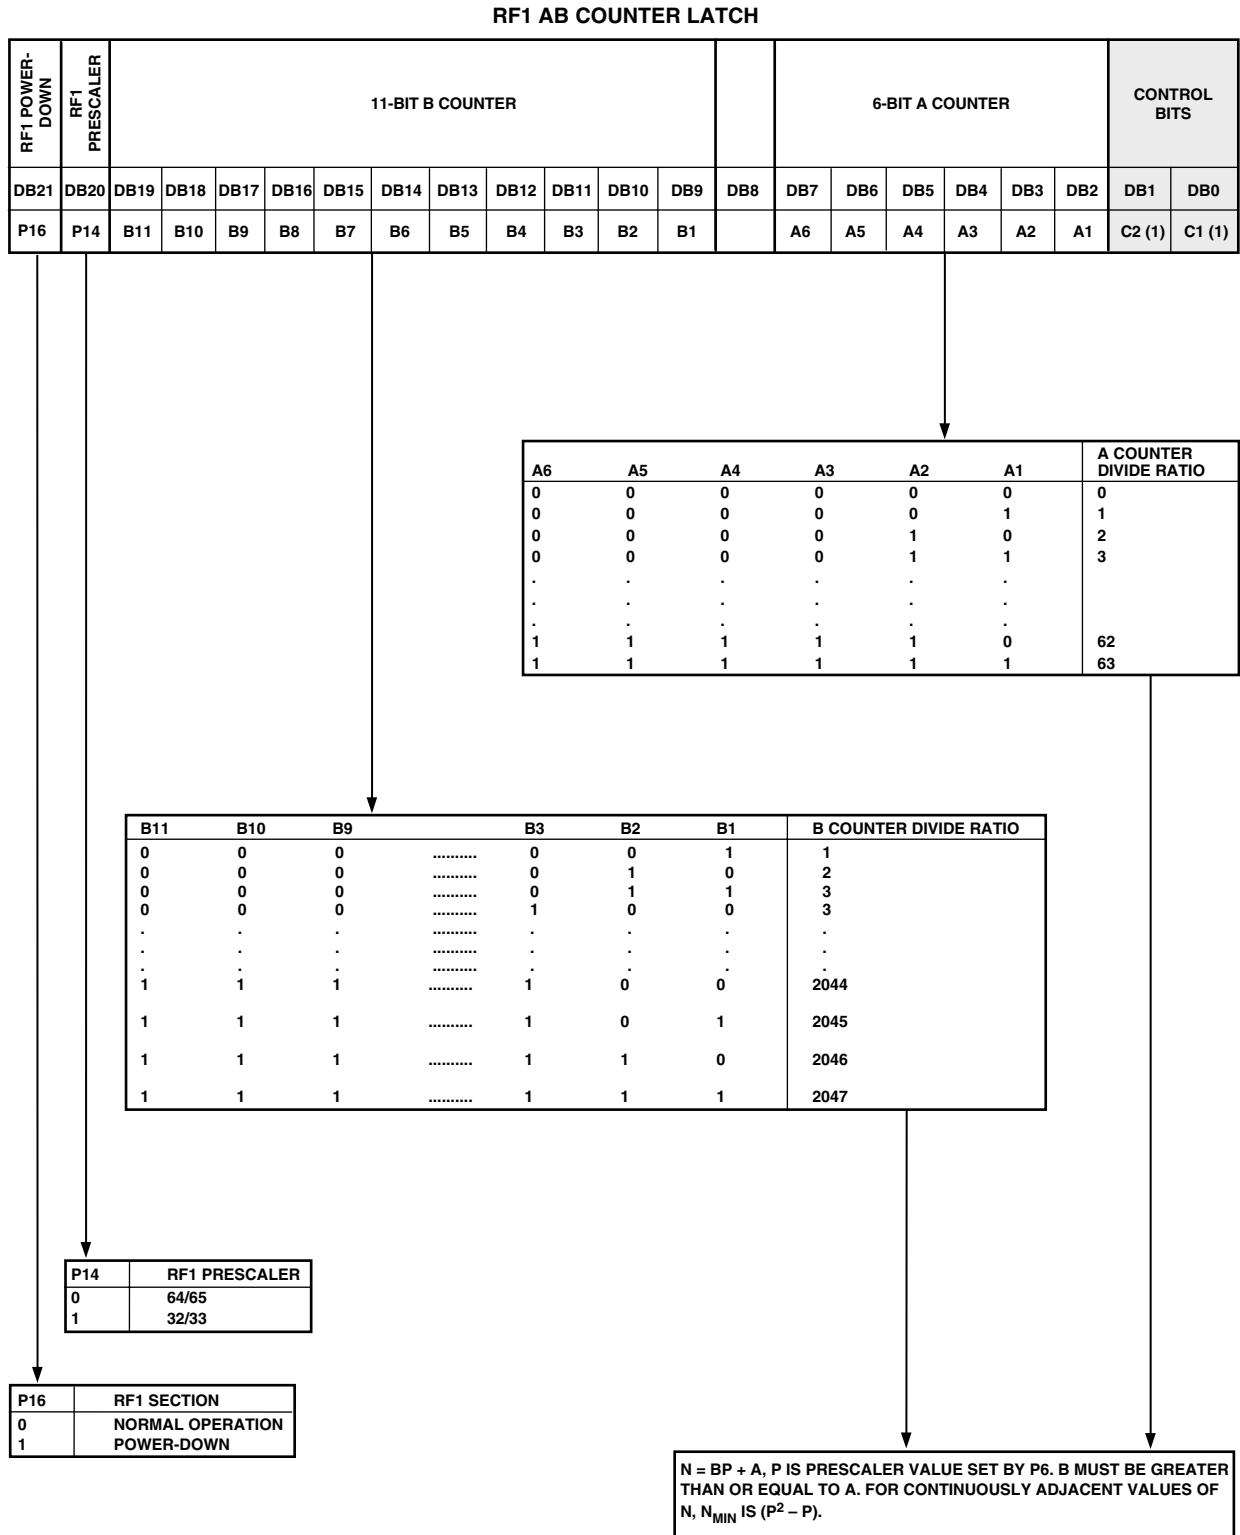 RF1 AB COUNTER LATCH
RF1 POWER-
DOWN
RF1
PRESCALER
11-BIT B COUNTER
6-BIT A COUNTER
CONTROL
BITS
DB21 DB20 DB19 DB18 DB17 DB16 DB15 DB14 DB13 DB12 DB11 DB10 DB9 DB8 DB7 DB6 DB5 DB4 DB3 DB2 DB1 DB0
P16 P14 B11 B10 B9 B8 B7 B6 B5 B4 B3 B2 B1 A6 A5 A4 A3 A2 A1 C2 (1) C1 (1)
A COUNTER
A6 A5 A4 A3 A2 A1 DIVIDE RATIO
0 0 0 0 0 0 0
0 0 0 0 0 1 1
0 0 0 0 1 0 2
0 0 0 0 1 1 3
. . . . . .
. . . . . .
. . . . . .
1 1 1 1 1 0 62
1 1 1 1 1 1 63
B11 B10 B9 B3 B2 B1 B COUNTER DIVIDE RATIO
0 0 0 .......... 0 0 1 1
0 0 0 .......... 0 1 0 2
0 0 0 .......... 0 1 1 3
0 0 0 .......... 1 0 0 3
. . . .......... . . . .
. . . .......... . . . .
. . . .......... . . . .
1 1 1 .......... 1 0 0 2044
1 1 1 .......... 1 0 1 2045
1 1 1 .......... 1 1 0 2046
1 1 1 .......... 1 1 1 2047
P14 RF1 PRESCALER
0 64/65
1 32/33
P16 RF1 SECTION
0 NORMAL OPERATION
1 POWER-DOWN
N = BP + A, P IS PRESCALER VALUE SET BY P6. B MUST BE GREATER
THAN OR EQUAL TO A. FOR CONTINUOUSLY ADJACENT VALUES OF
N, N_MIN IS (P² – P).